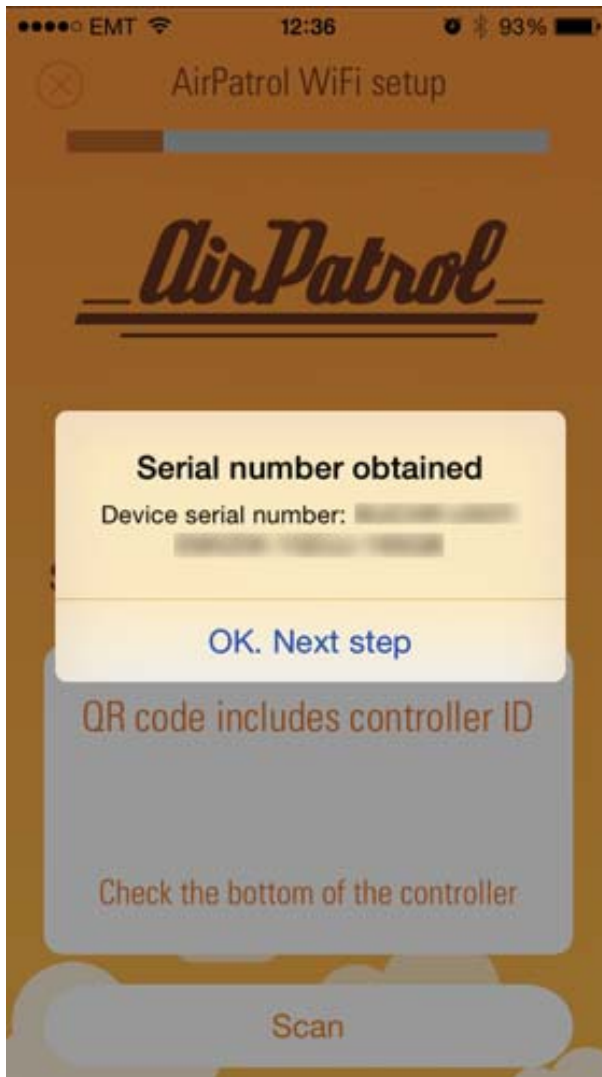 EMT 12:36 93%
AirPatrol WiFi setup
AirPatrol
Serial number obtained
Device serial number:
OK. Next step
QR code includes controller ID
Check the bottom of the controller
Scan